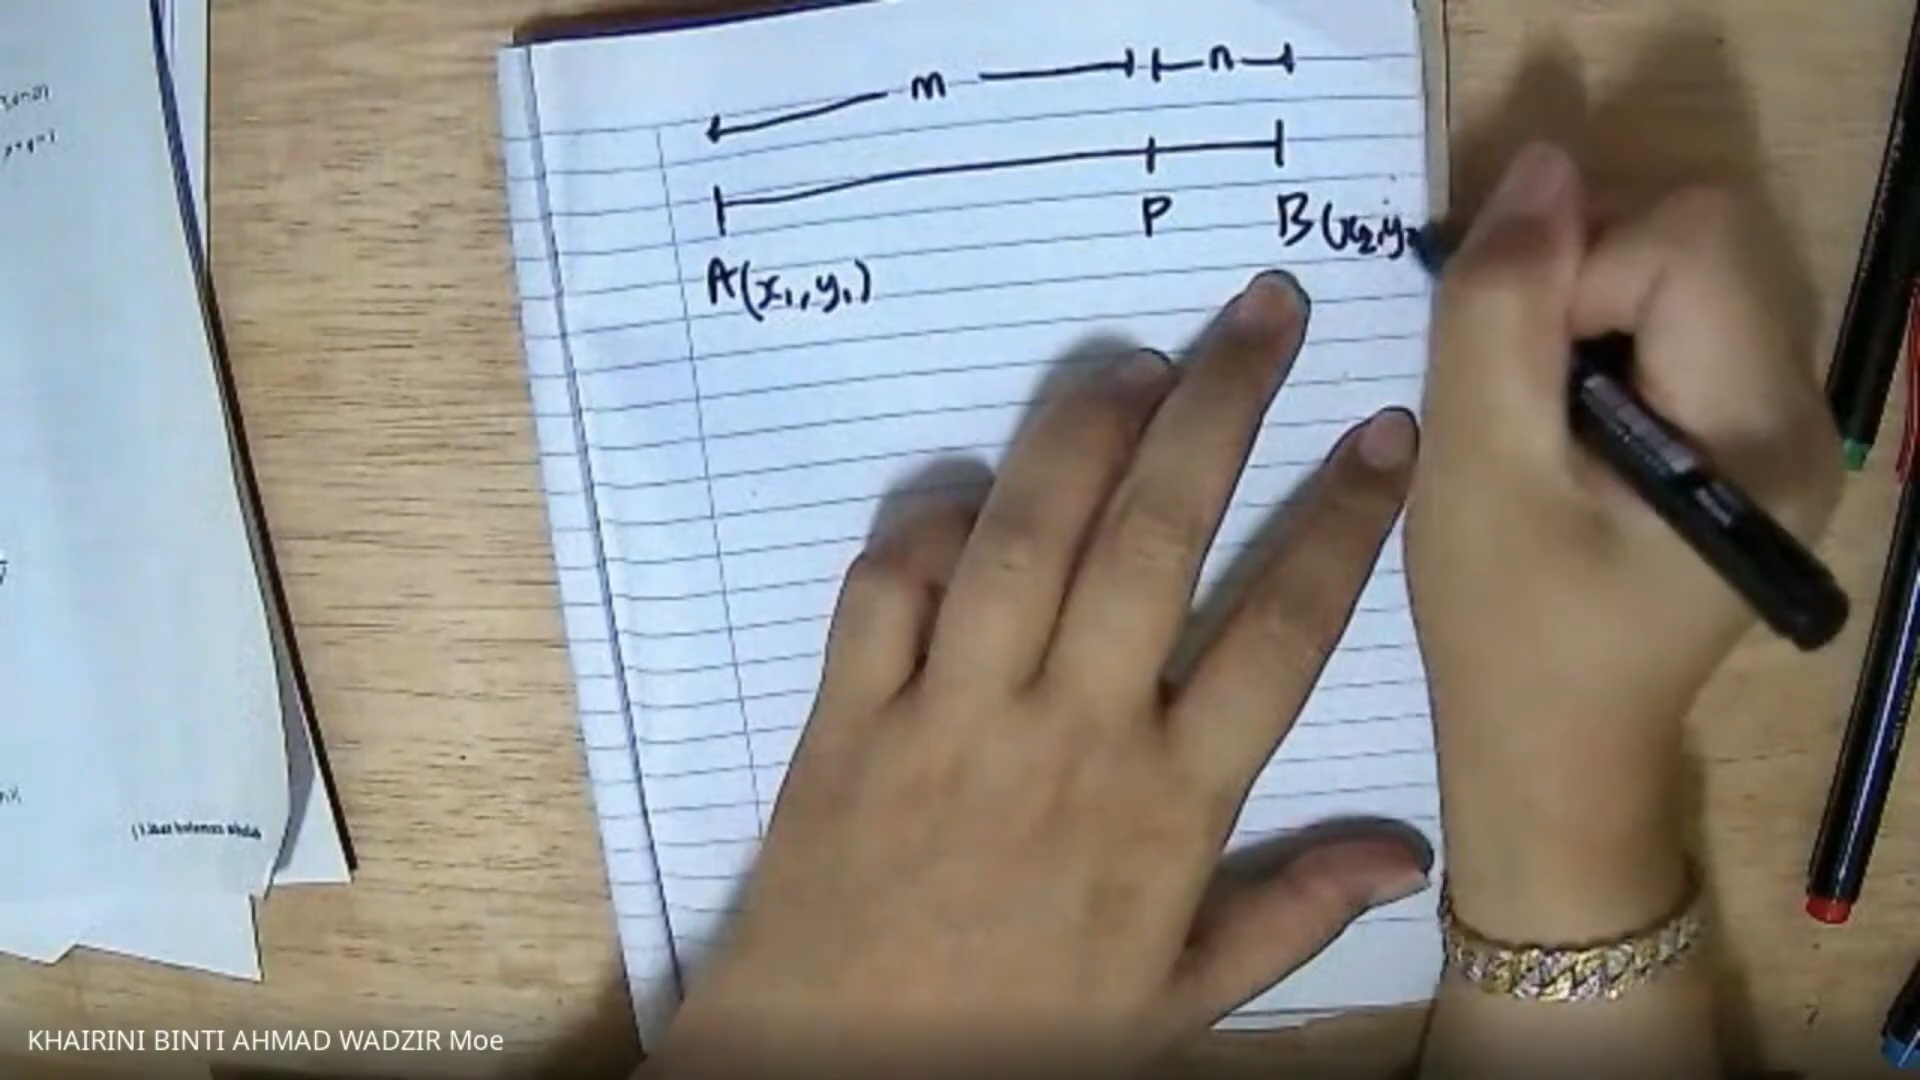 m n
P
B(x₂,y₂
A(x₁,y₁)
KHAIRINI BINTI AHMAD WADZIR Moe